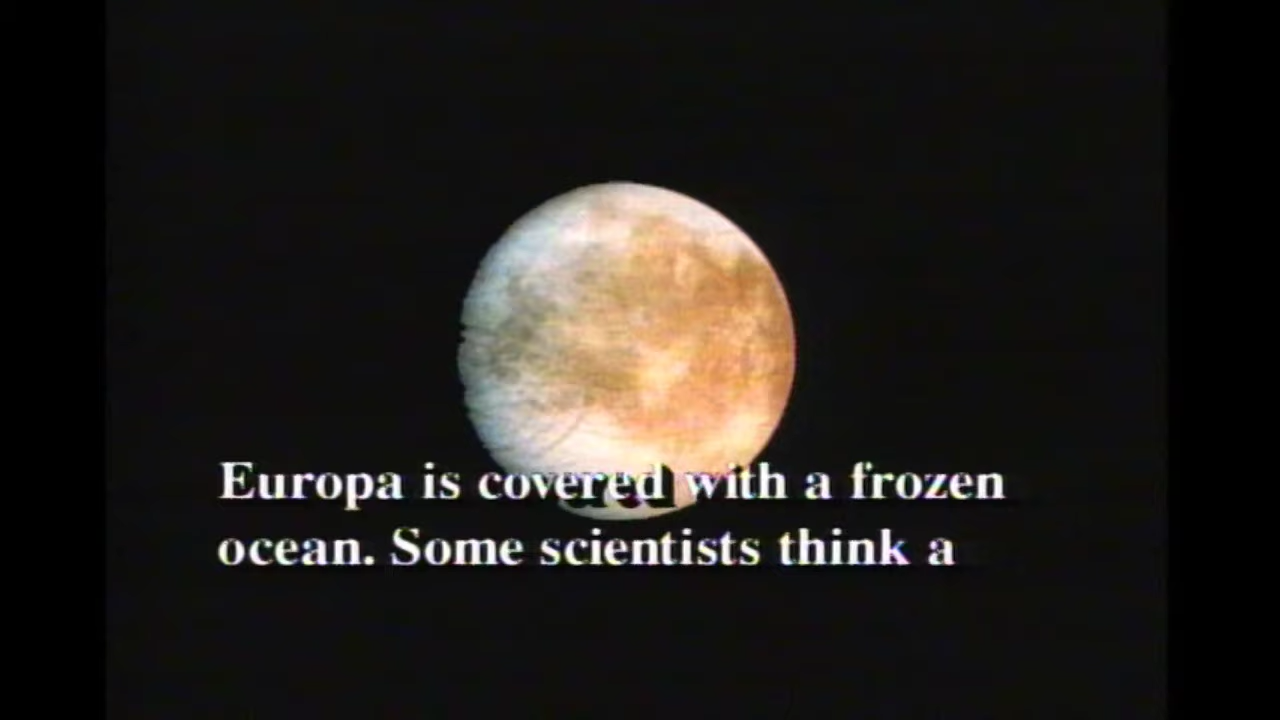 Europa is covered with a frozen
ocean. Some scientists think a